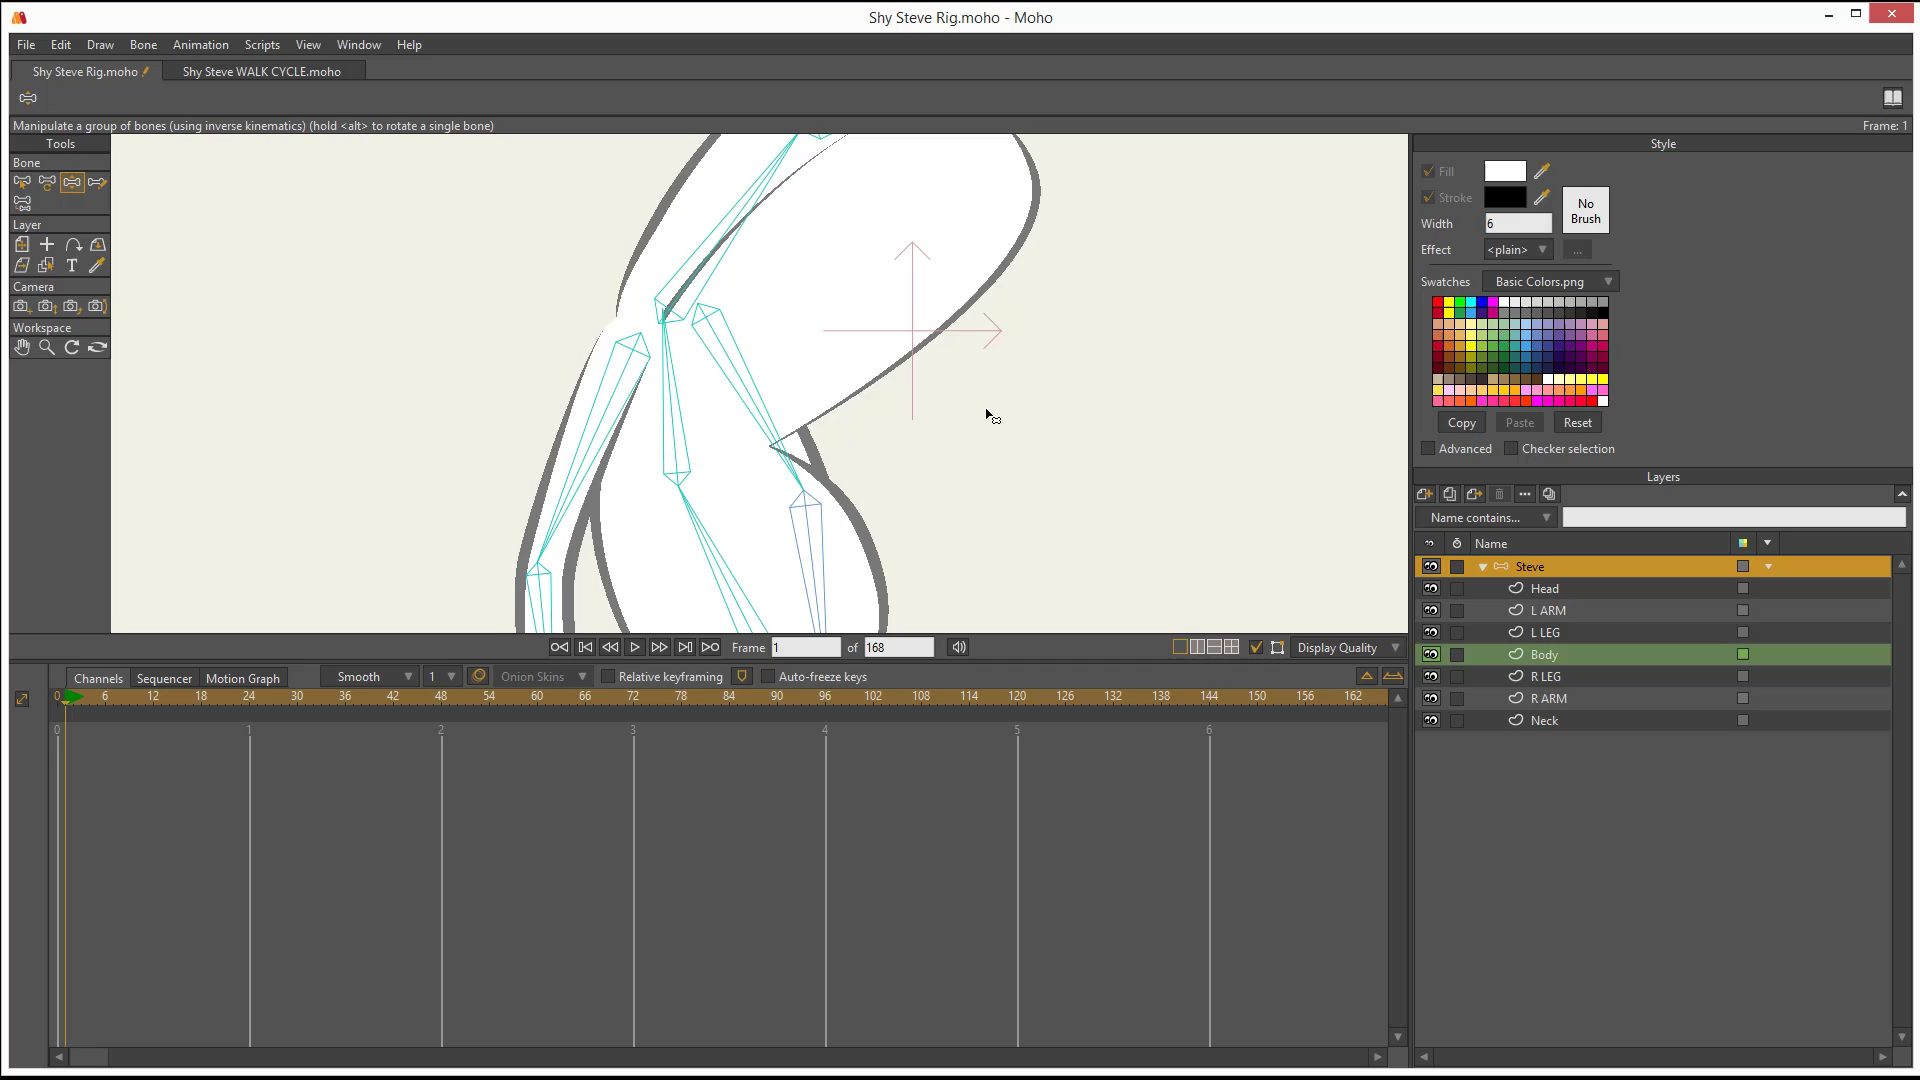 Shy Steve Rig.moho - Moho
File Edit Draw Bone Animation Scripts View Window Help
Shy Steve Rig.moho Shy Steve WALK CYCLE.moho
Manipulate a group of bones (using inverse kinematics) (hold <alt> to rotate a single bone) Frame: 1
Tools
Bone
Layer
T
Camera
Workspace
Style
Fill
Stroke
No Brush
Width 6
Effect <plain> ...
Swatches Basic Colors.png
Copy Paste Reset
Advanced Checker selection
Layers
Name contains...
Name
Steve
Head
L ARM
L LEG
Body
R LEG
R ARM
Neck
Frame 1 of 168 Display Quality
Channels Sequencer Motion Graph Smooth 1 Onion Skins Relative keyframing Auto-freeze keys
0 6 12 18 24 30 36 42 48 54 60 66 72 78 84 90 96 102 108 114 120 126 132 138 144 150 156 162
0 1 2 3 4 5 6